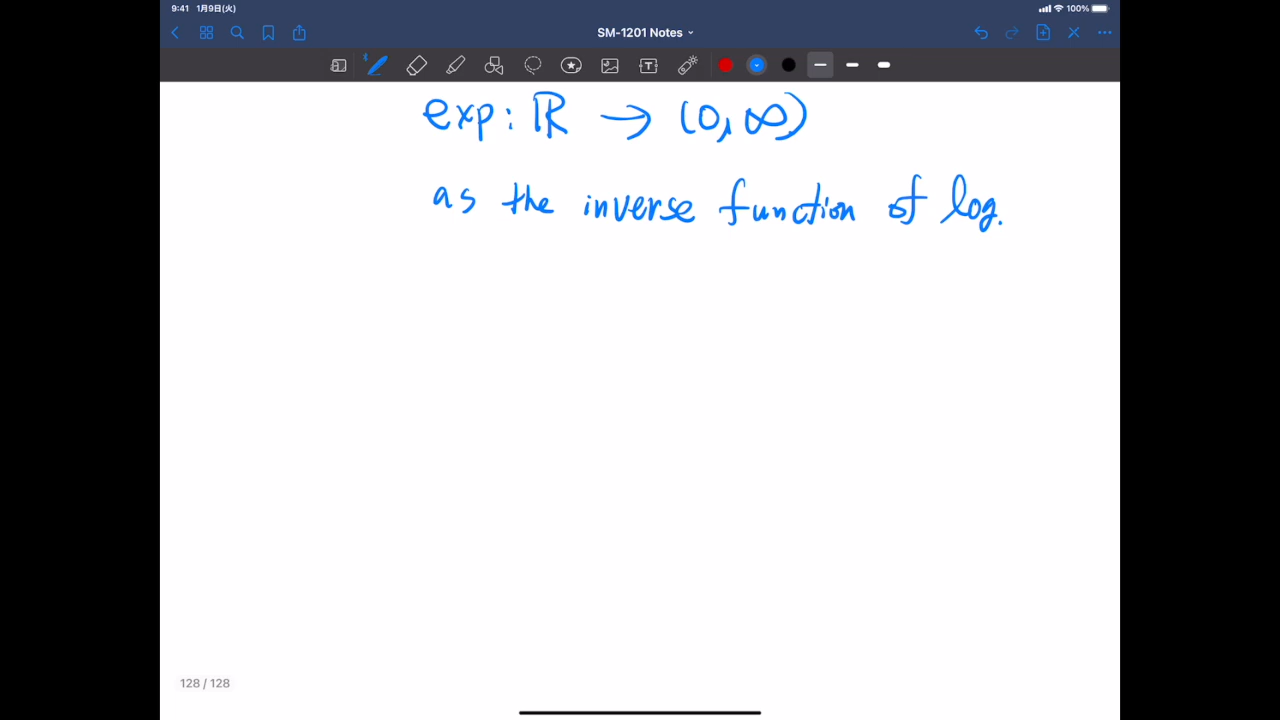 9:41 1月9日(火) 100%
SM-1201 Notes
exp: ℝ → (0, ∞)
as the inverse function of log.
128 / 128